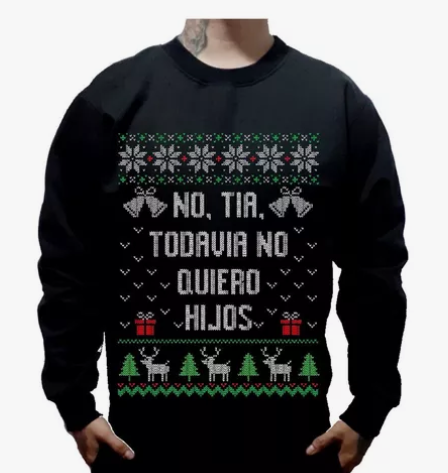 NO, TIA,
TODAVIA NO
QUIERO
HIJOS